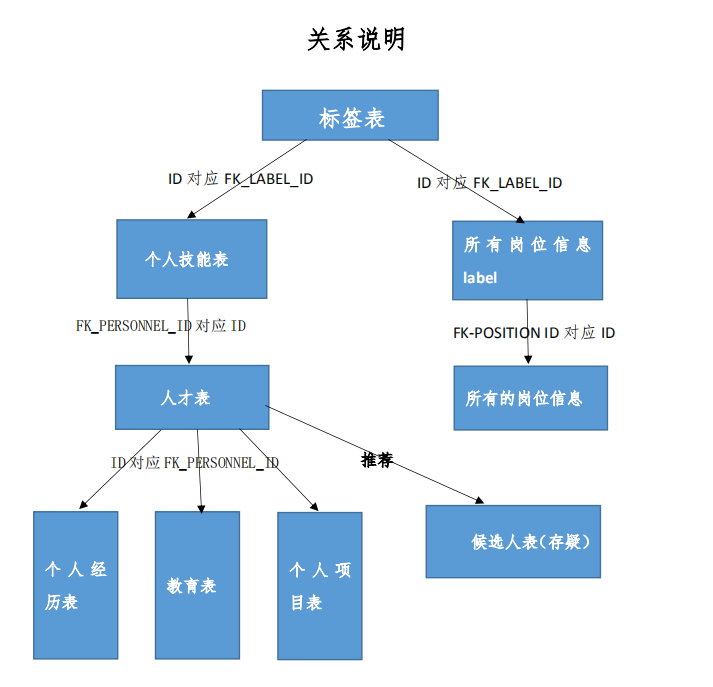 关系说明
标签表
ID 对应 FK_LABEL_ID
ID 对应 FK_LABEL_ID
个人技能表
所有岗位信息
label
FK_PERSONNEL_ID 对应 ID
FK-POSITION ID 对应 ID
人才表
所有的岗位信息
ID 对应 FK_PERSONNEL_ID
推荐
候选人表(存疑)
个人经
历表
教育表
个人项
目表